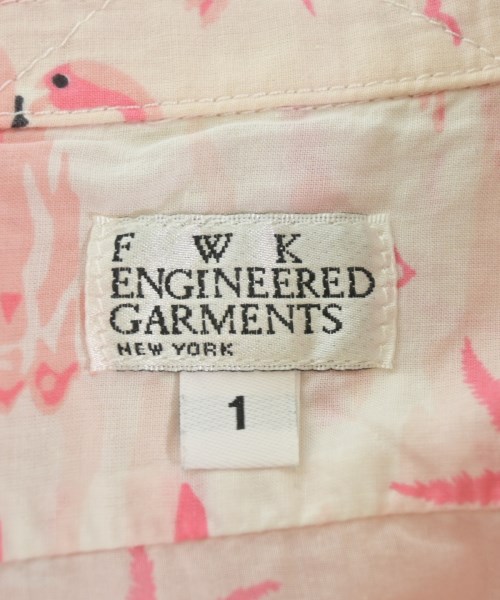 F W K
ENGINEERED
GARMENTS
NEW YORK
1